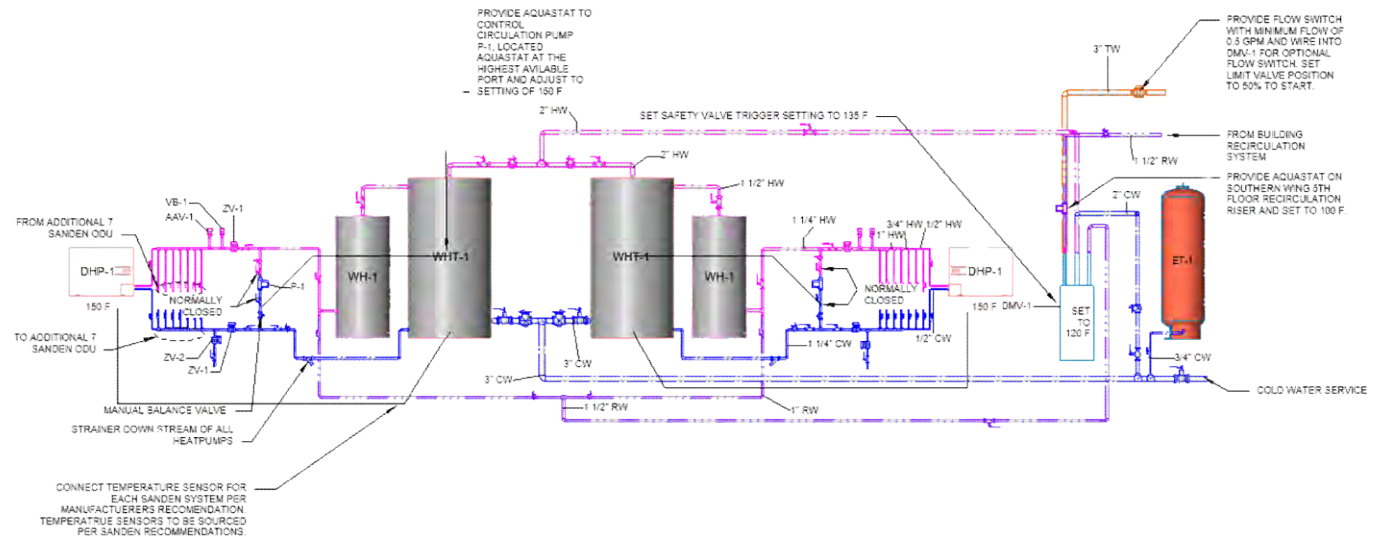 PROVIDE AQUASTAT TO
CONTROL
CIRCULATION PUMP
P-1, LOCATED
AQUASTAT AT THE
HIGHEST AVILABLE
PORT AND ADJUST TO
SETTING OF 150 F
PROVIDE FLOW SWITCH
WITH MINIMUM FLOW OF
0.5 GPM AND WIRE INTO
DMV-1 FOR OPTIONAL
FLOW SWITCH. SET
LIMIT VALVE POSITION
TO 50% TO START.
3" TW
2" HW
SET SAFETY VALVE TRIGGER SETTING TO 135 F
FROM BUILDING
RECIRCULATION
SYSTEM
1 1/2" RW
2" HW
1 1/2" HW
PROVIDE AQUASTAT ON
SOUTHERN WING 5TH
FLOOR RECIRCULATION
RISER AND SET TO 100 F.
2" CW
VB-1
AAV-1
ZV-1
FROM ADDITIONAL 7
SANDEN ODU
1 1/4" HW
3/4" HW
1/2" HW
1" HW
DHP-1
WH-1
WHT-1
WHT-1
WH-1
DHP-1
ET-1
P-1
NORMALLY
CLOSED
NORMALLY
CLOSED
150 F
150 F
DMV-1
SET
TO
120 F
TO ADDITIONAL 7
SANDEN ODU
ZV-2
ZV-1
3" CW
3" CW
1 1/4" CW
1/2" CW
3/4" CW
COLD WATER SERVICE
MANUAL BALANCE VALVE
1 1/2" RW
1" RW
STRAINER DOWN STREAM OF ALL
HEATPUMPS
CONNECT TEMPERATURE SENSOR FOR
EACH SANDEN SYSTEM PER
MANUFACTUERERS RECOMENDATION.
TEMPERATRUE SENSORS TO BE SOURCED
PER SANDEN RECOMMENDATIONS.